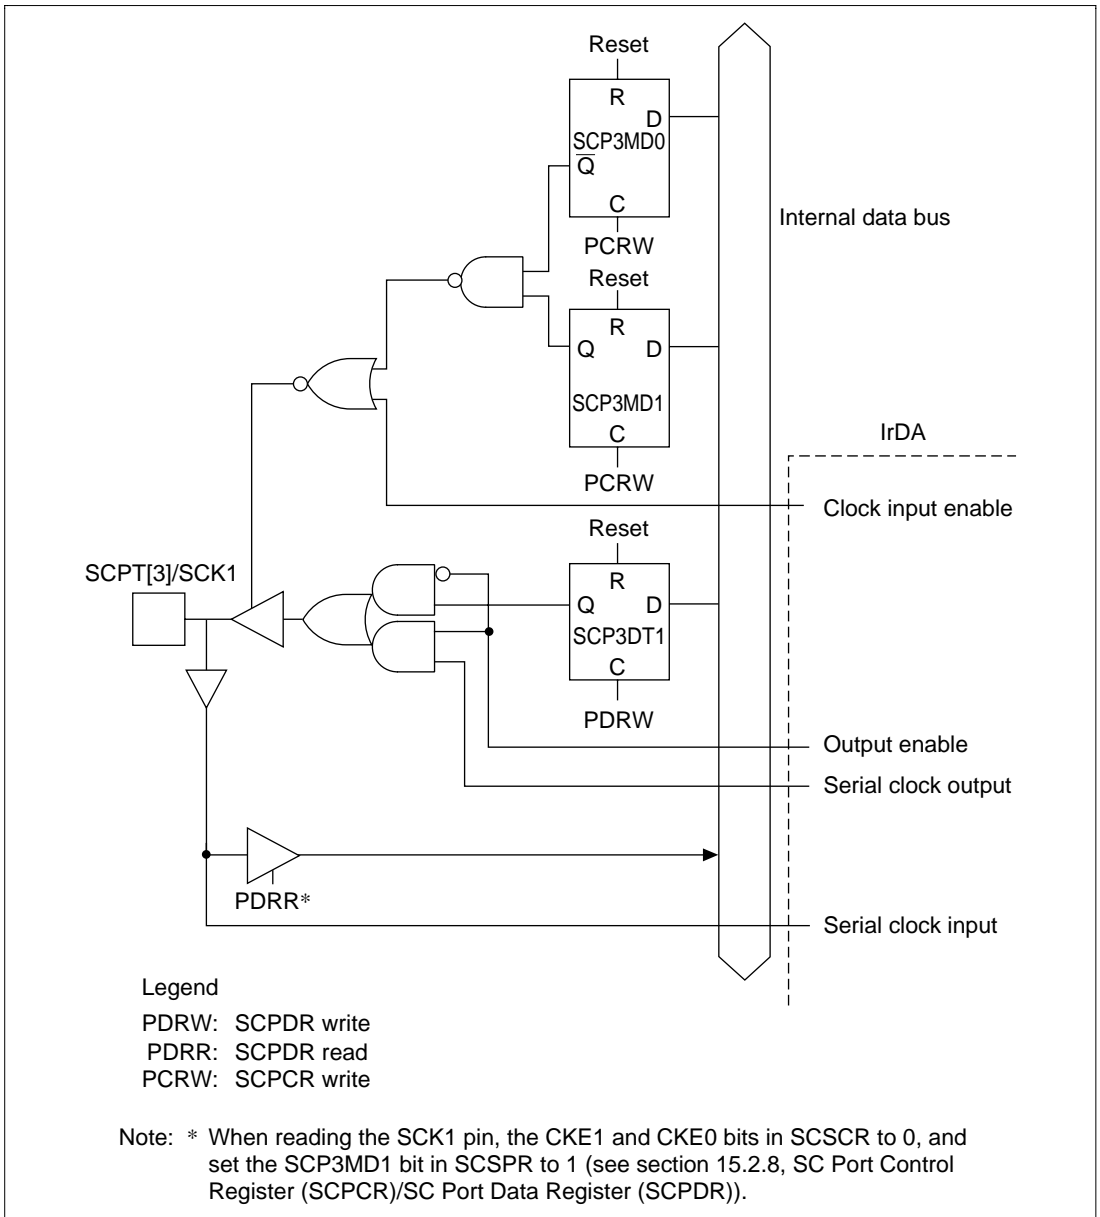 Reset
R
D
SCP3MD0
Q
C
PCRW
Internal data bus
Reset
R
Q D
SCP3MD1
C
PCRW
IrDA
Clock input enable
Reset
SCPT[3]/SCK1
R
Q D
SCP3DT1
C
PDRW
Output enable
Serial clock output
PDRR*
Serial clock input
Legend
PDRW: SCPDR write
PDRR: SCPDR read
PCRW: SCPCR write
Note: * When reading the SCK1 pin, the CKE1 and CKE0 bits in SCSCR to 0, and
set the SCP3MD1 bit in SCSPR to 1 (see section 15.2.8, SC Port Control
Register (SCPCR)/SC Port Data Register (SCPDR)).